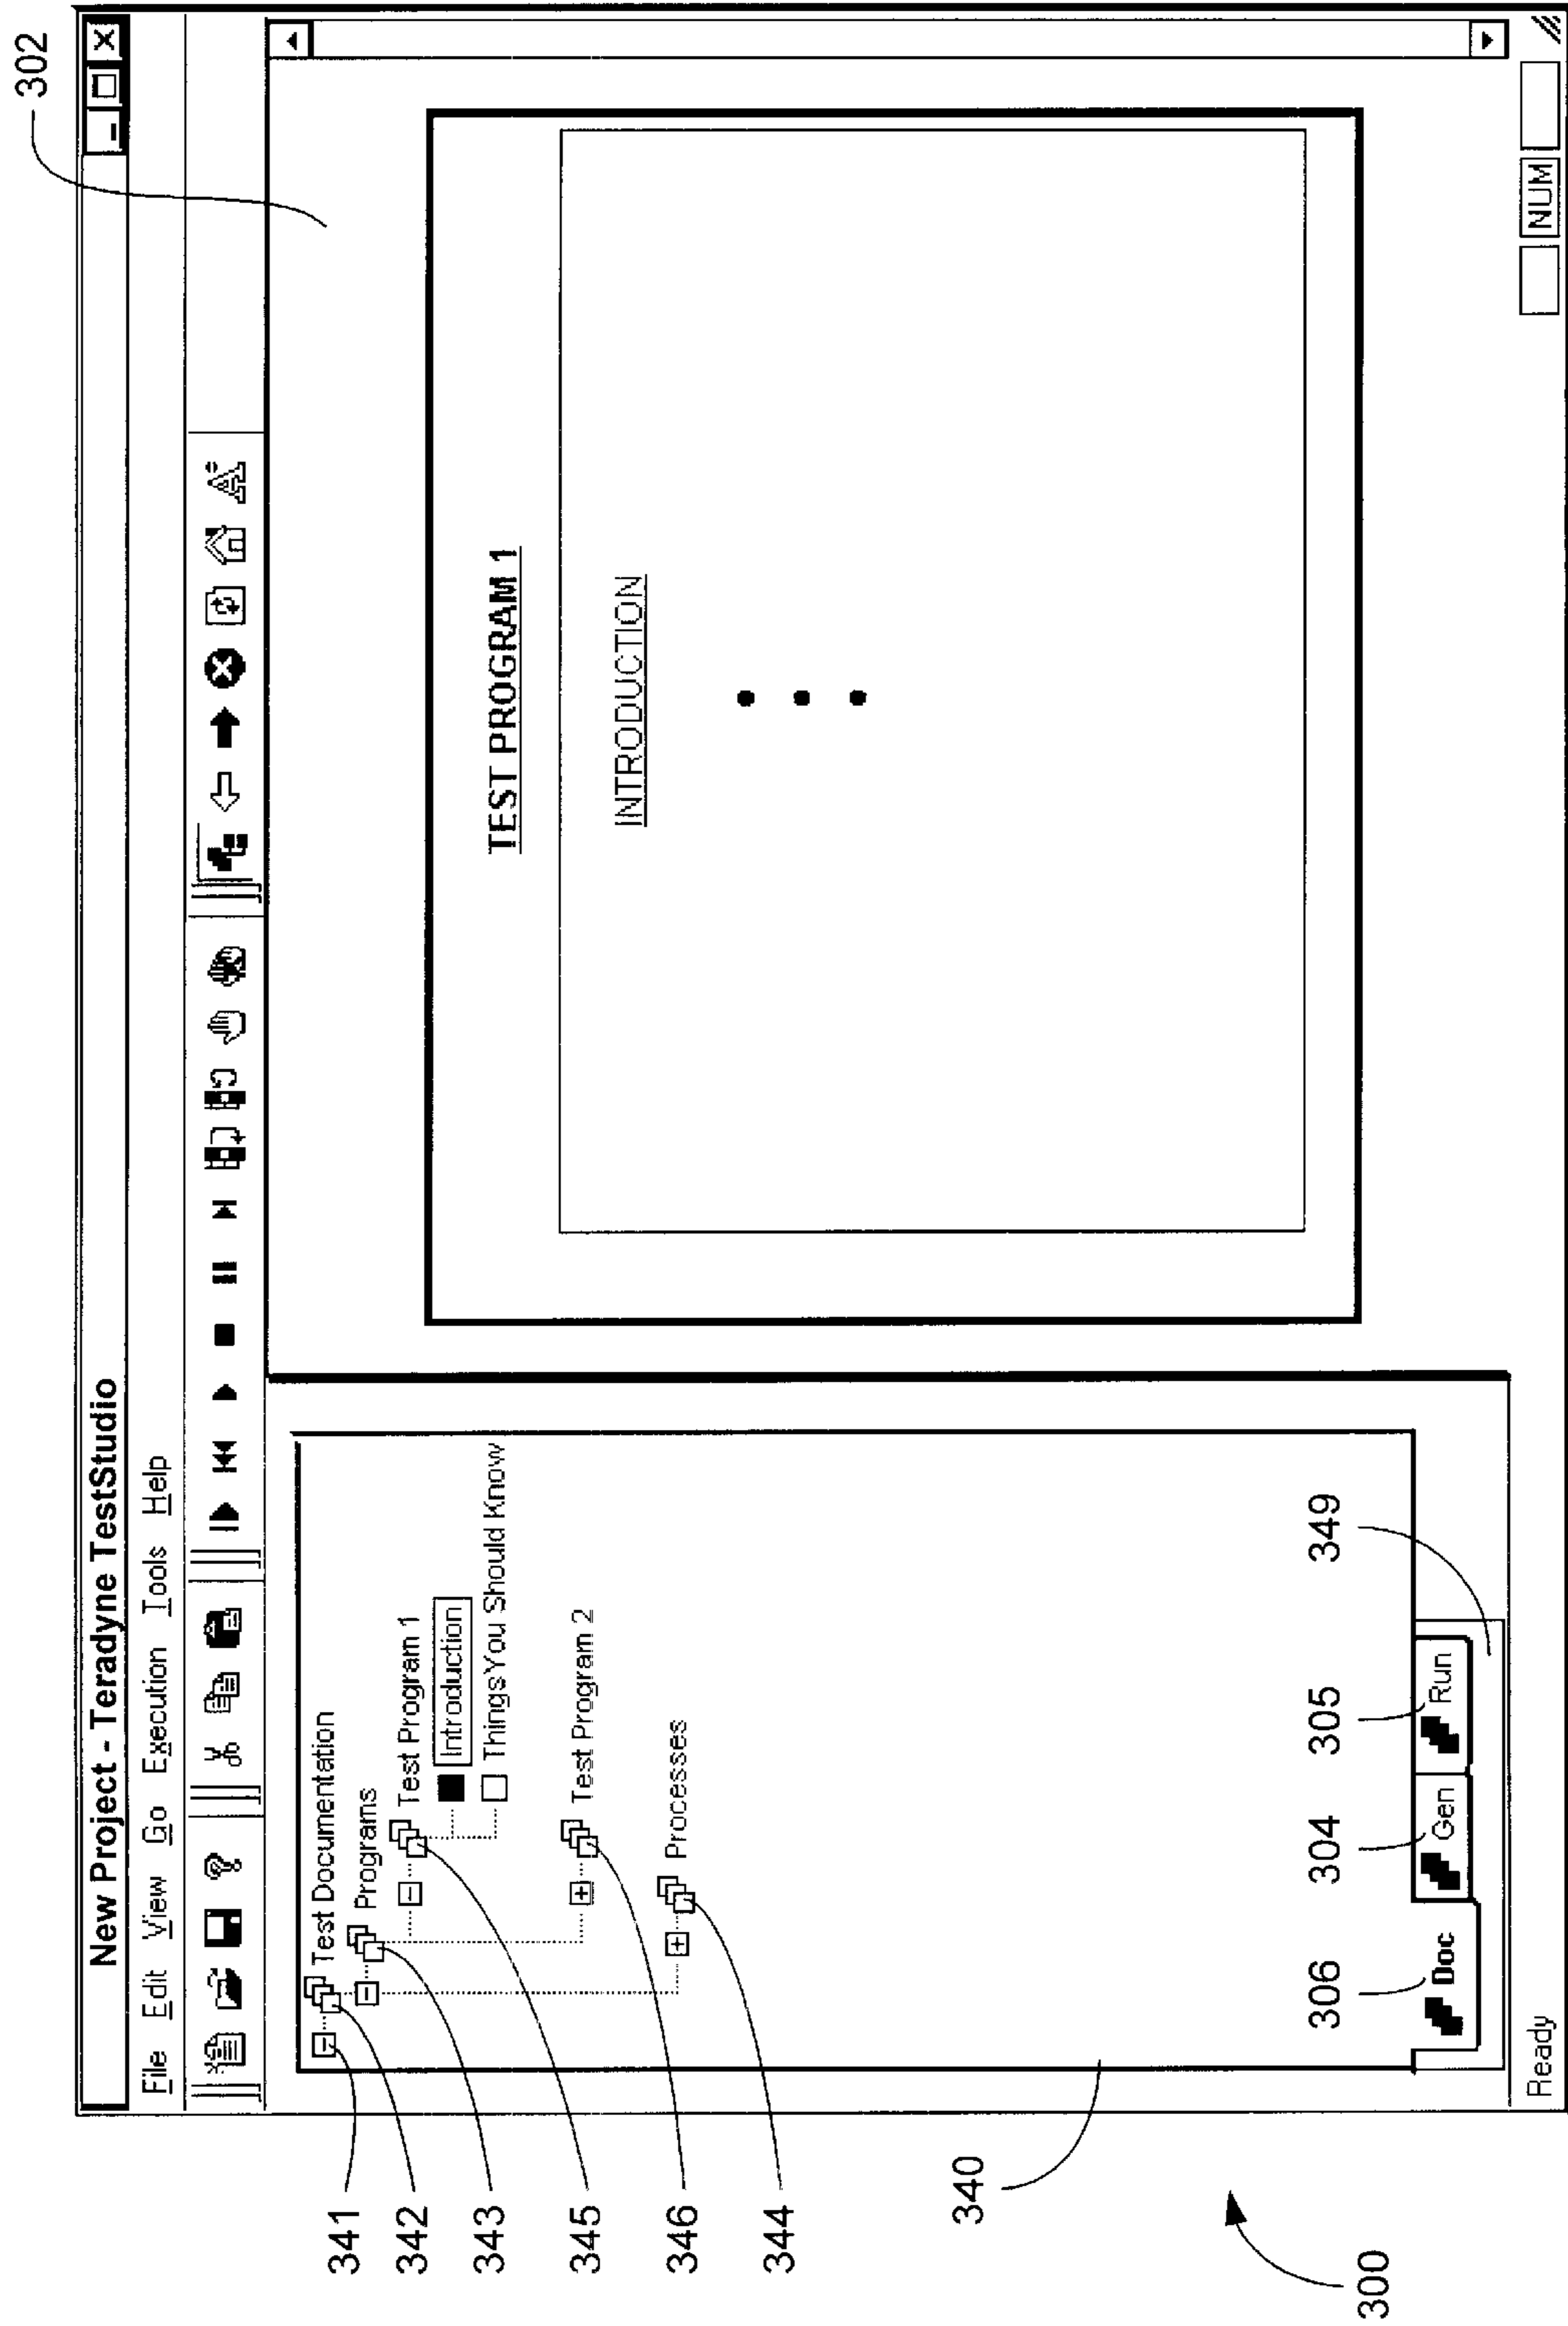 302
New Project - Teradyne TestStudio
File Edit View Go Execution Tools Help
341
342
343
345
346
344
340
300
Test Documentation
Programs
Test Program 1
Introduction
ThingsYou Should Know
Test Program 2
Processes
TEST PROGRAM 1
INTRODUCTION
306
304
305
349
Doc
Gen
Run
Ready
NUM